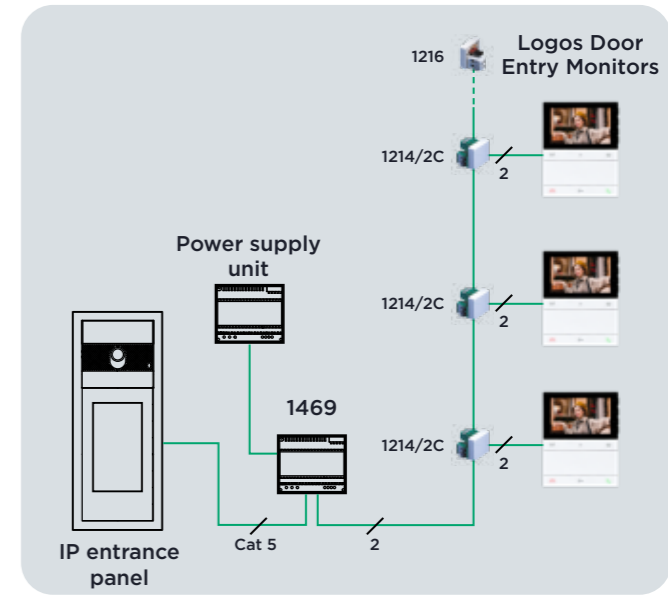 1216
Logos Door
Entry Monitors
1214/2C
2
Power supply
unit
1214/2C
2
1469
1214/2C
2
Cat 5
2
IP entrance
panel